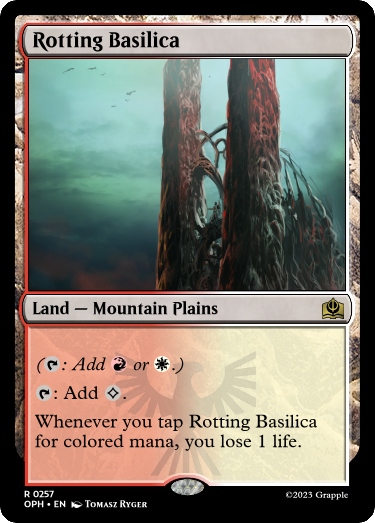 Rotting Basilica
Land — Mountain Plains
(: Add or .)
: Add .
Whenever you tap Rotting Basilica
for colored mana, you lose 1 life.
R 0257
OPH • EN Tomasz Ryger
©2023 Grapple